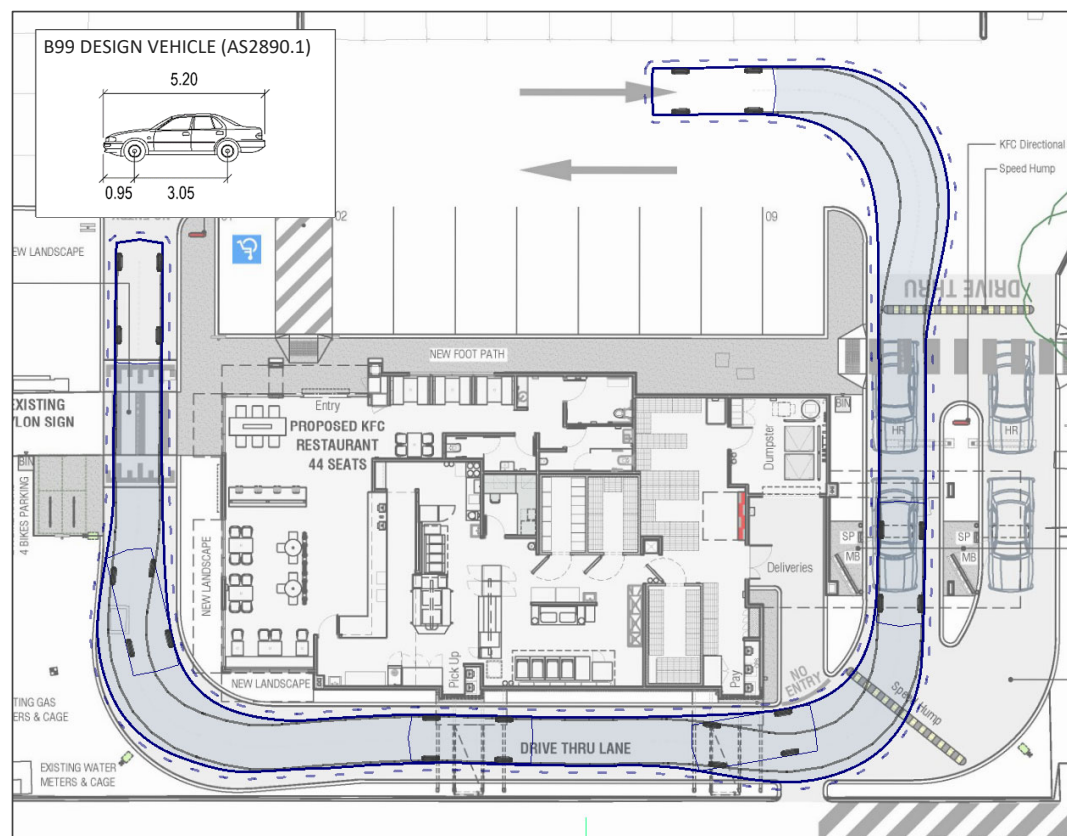 B99 DESIGN VEHICLE (AS2890.1)
5.20
0.95
3.05
KFC Directional
Speed Hump
02
09
EW LANDSCAPE
DRIVE THRU
NEW FOOT PATH
EXISTING
YLON SIGN
Entry
PROPOSED KFC
RESTAURANT
44 SEATS
BIN
HR
HR
Dumpster
BIN
4 BIKES PARKING
SP
MB
SP
MB
Deliveries
NEW LANDSCAPE
NEW LANDSCAPE
Pick Up
Pay
NO
ENTRY
Speed Hump
TING GAS
ERS & CAGE
DRIVE THRU LANE
EXISTING WATER
METERS & CAGE